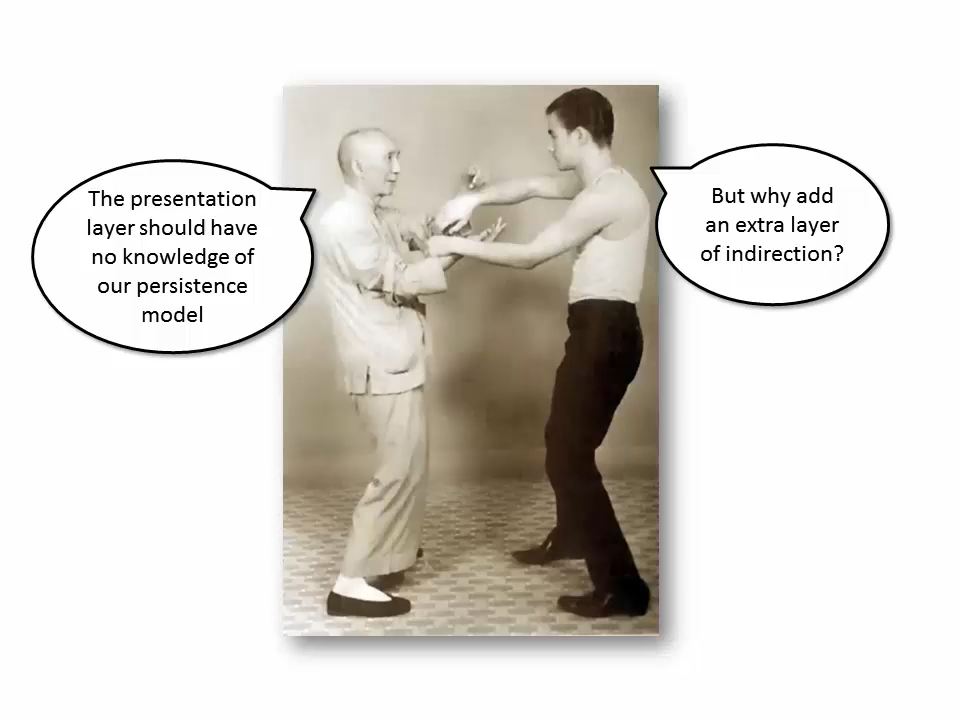 The presentation
layer should have
no knowledge of
our persistence
model
But why add
an extra layer
of indirection?